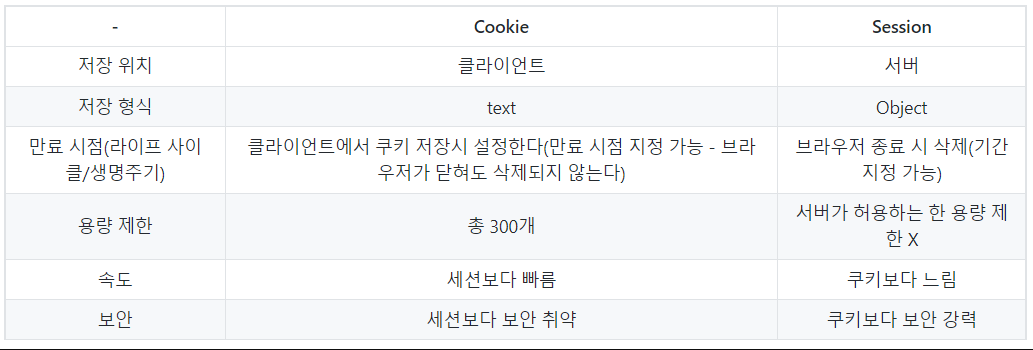 - Cookie Session
저장 위치 클라이언트 서버
저장 형식 text Object
만료 시점(라이프 사이
클/생명주기)
클라이언트에서 쿠키 저장시 설정한다(만료 시점 지정 가능 - 브라
우저가 닫혀도 삭제되지 않는다)
브라우저 종료 시 삭제(기간
지정 가능)
용량 제한 총 300개
서버가 허용하는 한 용량 제
한 X
속도 세션보다 빠름 쿠키보다 느림
보안 세션보다 보안 취약 쿠키보다 보안 강력